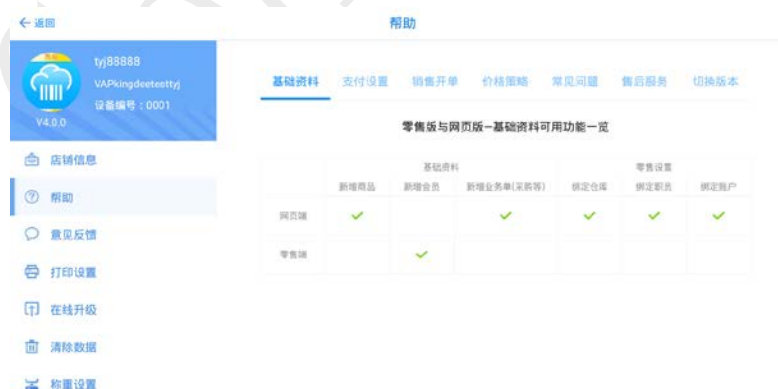 返回
帮助
tyj88888
VAPkingdeeteettyj
设备编号：0001
V4.0.0
店铺信息
帮助
意见反馈
打印设置
在线升级
清除数据
称重设置
基础资料 支付设置 销售开单 价格策略 常见问题 售后服务 切换版本
零售版与网页版—基础资料可用功能一览
基础资料 零售设置
新增商品 新增会员 新增业务单(采购等) 绑定仓库 绑定职员 绑定账户
网页端
零售端